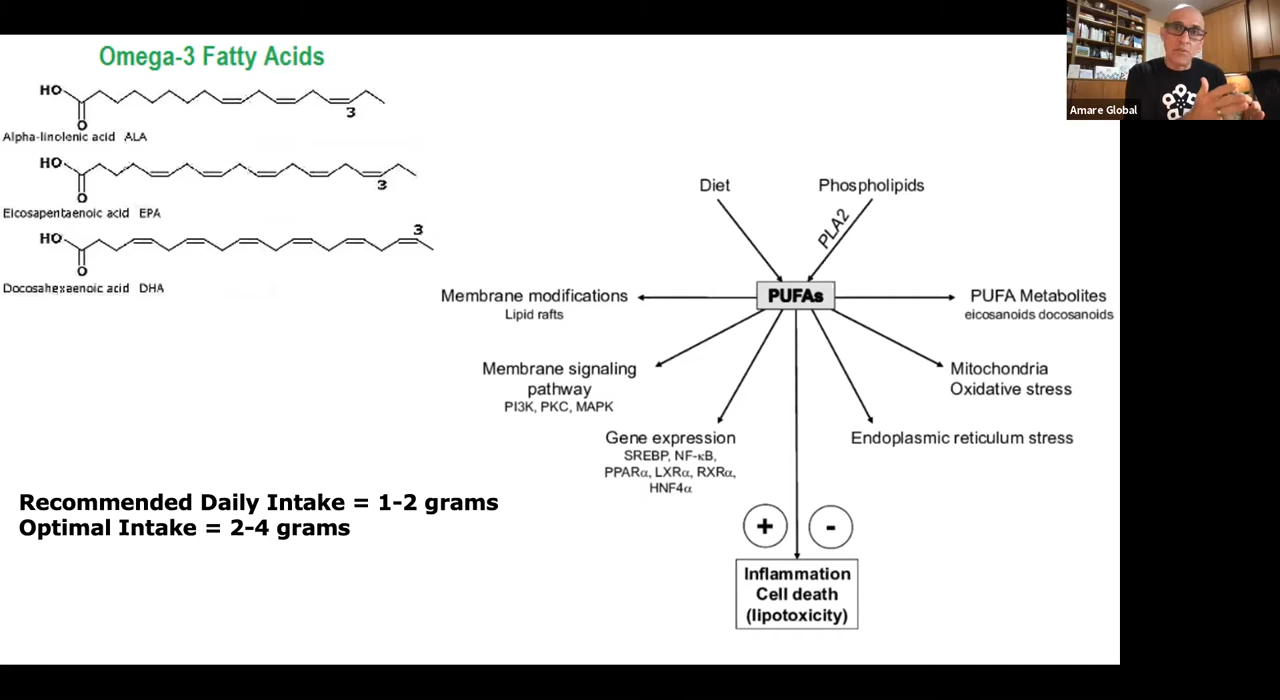 Omega-3 Fatty Acids
HO
3
O
Alpha-linolenic acid ALA
HO
3
O
Eicosapentaenoic acid EPA
3
HO
O
Docosahexaenoic acid DHA
Recommended Daily Intake = 1-2 grams
Optimal Intake = 2-4 grams
Diet
Phospholipids
PLA2
PUFAs
Membrane modifications
Lipid rafts
PUFA Metabolites
eicosanoids docosanoids
Membrane signaling
pathway
PI3K, PKC, MAPK
Mitochondria
Oxidative stress
Gene expression
SREBP, NF-κB,
PPARα, LXRα, RXRα,
HNF4α
Endoplasmic reticulum stress
+
-
Inflammation
Cell death
(lipotoxicity)
Amare Global